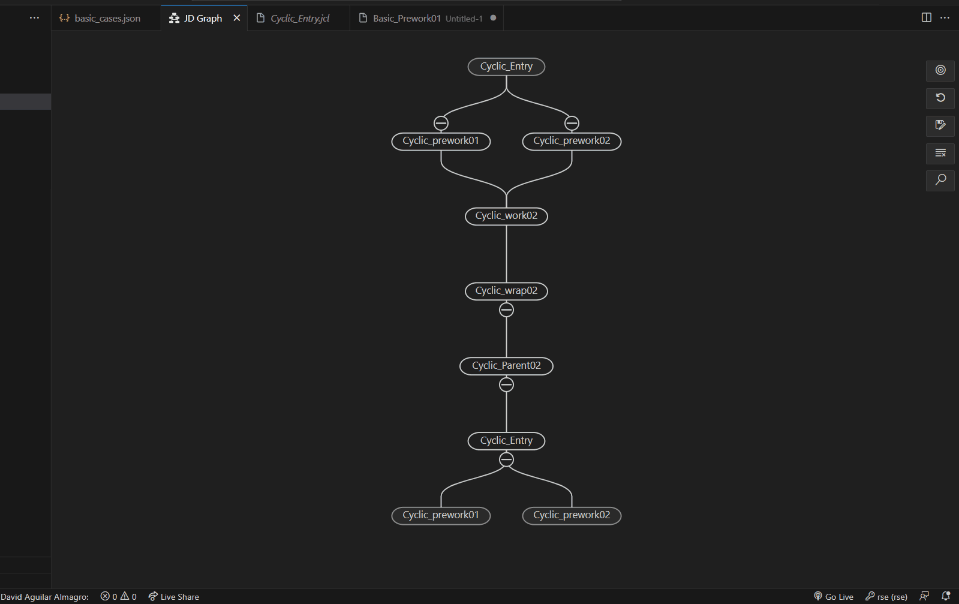 basic_cases.json
JD Graph
Cyclic_Entry.jcl
Basic_Prework01 Untitled-1
Cyclic_Entry
Cyclic_prework01
Cyclic_prework02
Cyclic_work02
Cyclic_wrap02
Cyclic_Parent02
Cyclic_Entry
Cyclic_prework01
Cyclic_prework02
David Aguilar Almagro: 0 0 Live Share
Go Live rse (rse)